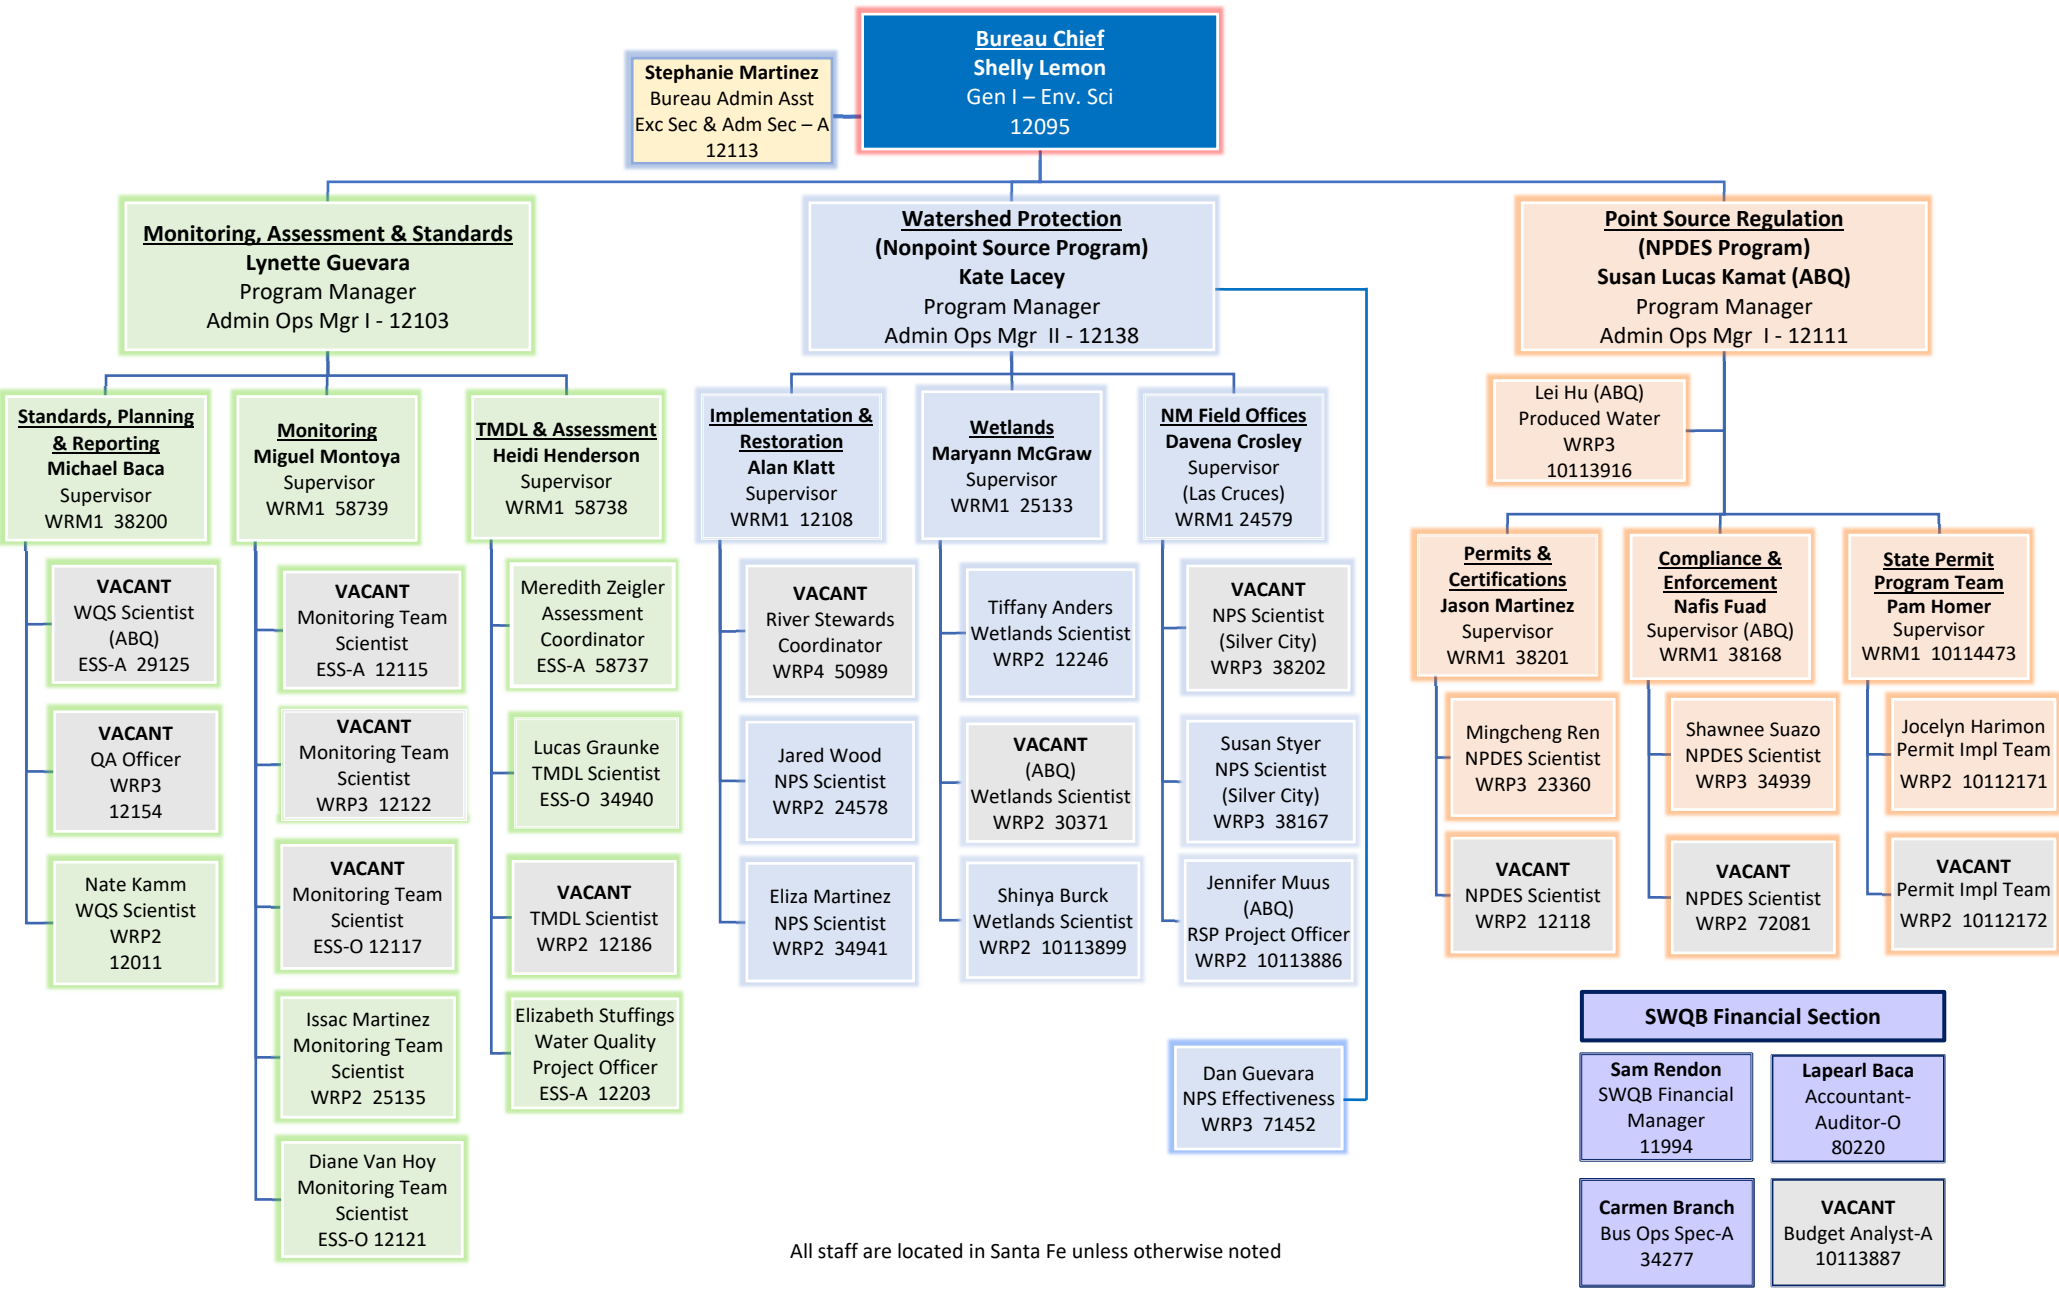 Bureau Chief
Shelly Lemon
Gen I – Env. Sci
12095
Stephanie Martinez
Bureau Admin Asst
Exc Sec & Adm Sec – A
12113
Monitoring, Assessment & Standards
Lynette Guevara
Program Manager
Admin Ops Mgr I - 12103
Watershed Protection
(Nonpoint Source Program)
Kate Lacey
Program Manager
Admin Ops Mgr II - 12138
Point Source Regulation
(NPDES Program)
Susan Lucas Kamat (ABQ)
Program Manager
Admin Ops Mgr I - 12111
Lei Hu (ABQ)
Produced Water
WRP3
10113916
Standards, Planning
& Reporting
Michael Baca
Supervisor
WRM1 38200
VACANT
WQS Scientist
(ABQ)
ESS-A 29125
VACANT
QA Officer
WRP3
12154
Nate Kamm
WQS Scientist
WRP2
12011
Monitoring
Miguel Montoya
Supervisor
WRM1 58739
VACANT
Monitoring Team
Scientist
ESS-A 12115
VACANT
Monitoring Team
Scientist
WRP3 12122
VACANT
Monitoring Team
Scientist
ESS-O 12117
Issac Martinez
Monitoring Team
Scientist
WRP2 25135
Diane Van Hoy
Monitoring Team
Scientist
ESS-O 12121
TMDL & Assessment
Heidi Henderson
Supervisor
WRM1 58738
Meredith Zeigler
Assessment
Coordinator
ESS-A 58737
Lucas Graunke
TMDL Scientist
ESS-O 34940
VACANT
TMDL Scientist
WRP2 12186
Elizabeth Stuffings
Water Quality
Project Officer
ESS-A 12203
Implementation &
Restoration
Alan Klatt
Supervisor
WRM1 12108
VACANT
River Stewards
Coordinator
WRP4 50989
Jared Wood
NPS Scientist
WRP2 24578
Eliza Martinez
NPS Scientist
WRP2 34941
Wetlands
Maryann McGraw
Supervisor
WRM1 25133
Tiffany Anders
Wetlands Scientist
WRP2 12246
VACANT
(ABQ)
Wetlands Scientist
WRP2 30371
Shinya Burck
Wetlands Scientist
WRP2 10113899
NM Field Offices
Davena Crosley
Supervisor
(Las Cruces)
WRM1 24579
VACANT
NPS Scientist
(Silver City)
WRP3 38202
Susan Styer
NPS Scientist
(Silver City)
WRP3 38167
Jennifer Muus
(ABQ)
RSP Project Officer
WRP2 10113886
Dan Guevara
NPS Effectiveness
WRP3 71452
Permits &
Certifications
Jason Martinez
Supervisor
WRM1 38201
Mingcheng Ren
NPDES Scientist
WRP3 23360
VACANT
NPDES Scientist
WRP2 12118
Compliance &
Enforcement
Nafis Fuad
Supervisor (ABQ)
WRM1 38168
Shawnee Suazo
NPDES Scientist
WRP3 34939
VACANT
NPDES Scientist
WRP2 72081
State Permit
Program Team
Pam Homer
Supervisor
WRM1 10114473
Jocelyn Harimon
Permit Impl Team
WRP2 10112171
VACANT
Permit Impl Team
WRP2 10112172
SWQB Financial Section
Sam Rendon
SWQB Financial
Manager
11994
Lapearl Baca
Accountant-
Auditor-O
80220
Carmen Branch
Bus Ops Spec-A
34277
VACANT
Budget Analyst-A
10113887
All staff are located in Santa Fe unless otherwise noted